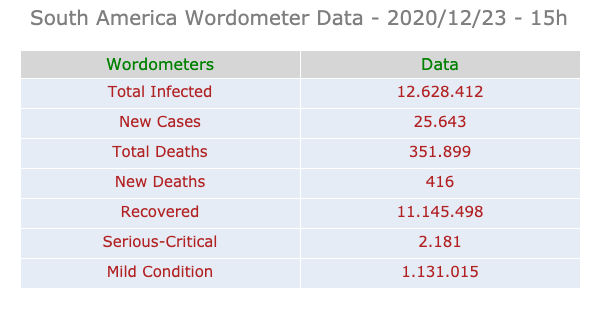 South America Wordometer Data - 2020/12/23 - 15h
Wordometers Data
Total Infected 12.628.412
New Cases 25.643
Total Deaths 351.899
New Deaths 416
Recovered 11.145.498
Serious-Critical 2.181
Mild Condition 1.131.015